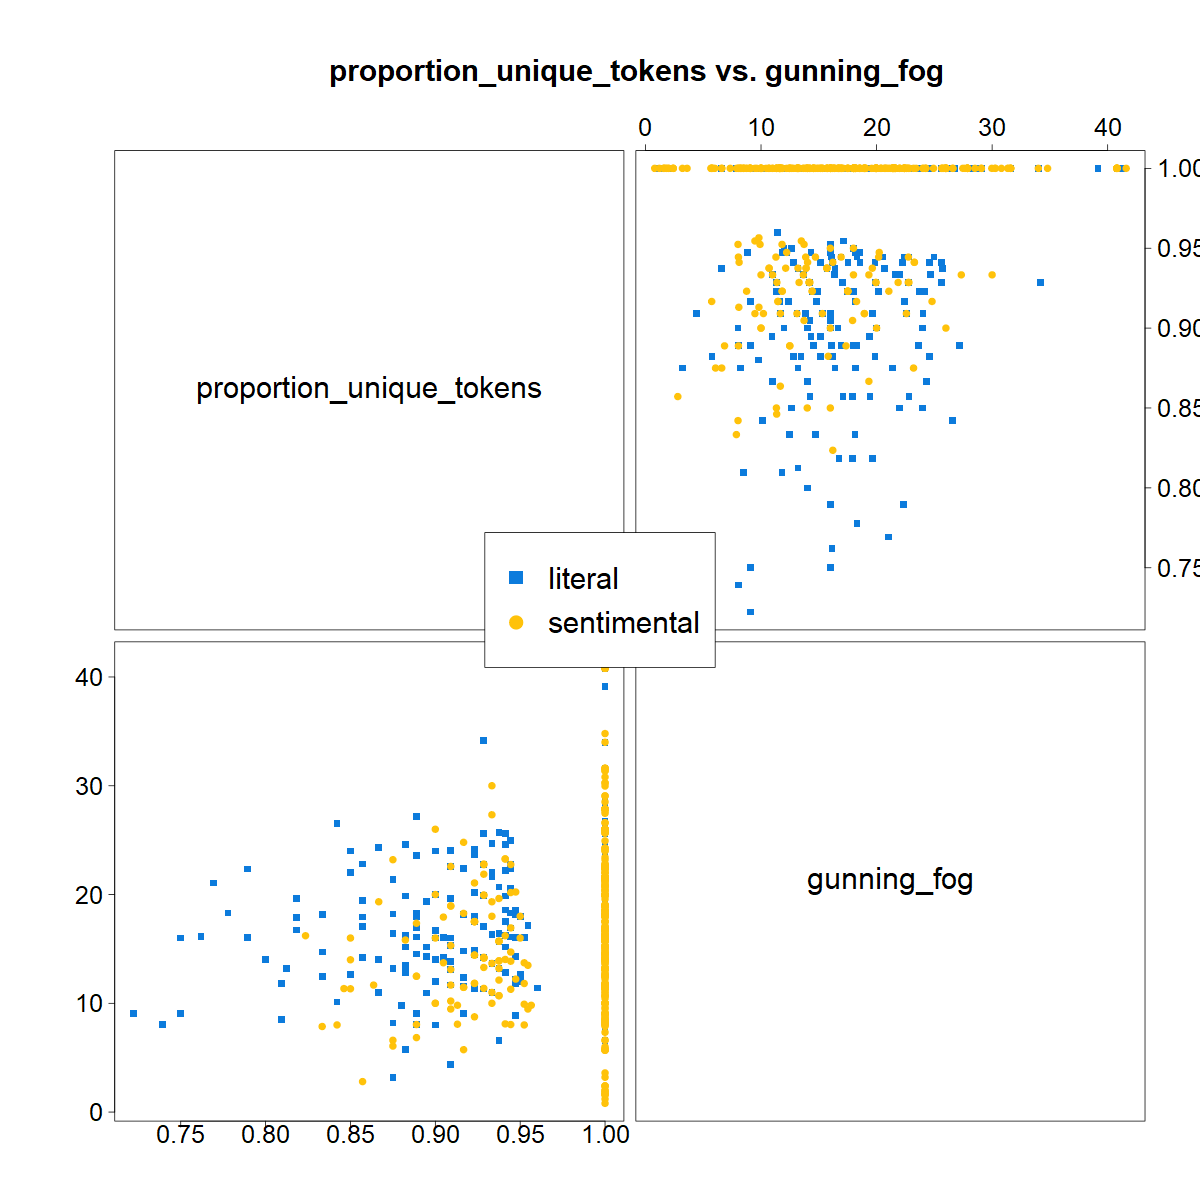 proportion_unique_tokens vs. gunning_fog
0 10 20 30 40
proportion_unique_tokens
1.00
0.95
0.90
0.85
0.80
0.75
literal
sentimental
40
30
20
10
0
gunning_fog
0.75 0.80 0.85 0.90 0.95 1.00